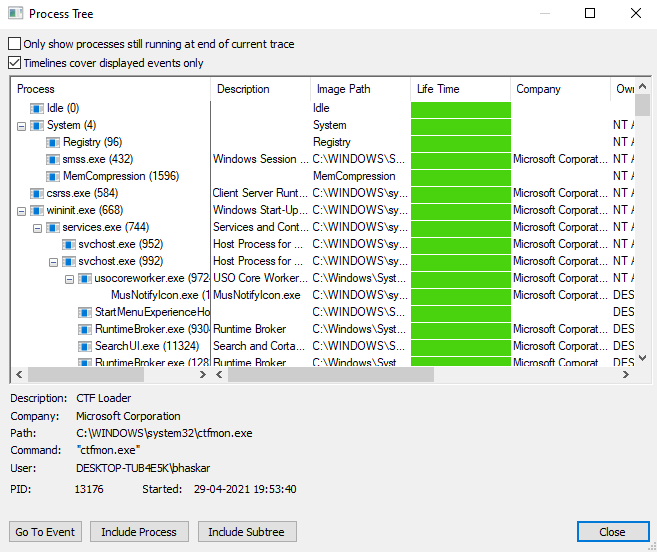 Process Tree
Only show processes still running at end of current trace
Timelines cover displayed events only
Process Description Image Path Life Time Company Own
Idle (0) Idle
System (4) System NT A
Registry (96) Registry NT A
smss.exe (432) Windows Session ... C:\WINDOWS\S... Microsoft Corporat... NT A
MemCompression (1596) MemCompression NT A
csrss.exe (584) Client Server Runt... C:\WINDOWS\sy... Microsoft Corporat... NT A
wininit.exe (668) Windows Start-Up... C:\WINDOWS\sy... Microsoft Corporat... NT A
services.exe (744) Services and Cont... C:\WINDOWS\sy... Microsoft Corporat... NT A
svchost.exe (952) Host Process for ... C:\WINDOWS\sy... Microsoft Corporat... NT A
svchost.exe (992) Host Process for ... C:\WINDOWS\sy... Microsoft Corporat... NT A
usocoreworker.exe (972 USO Core Worker... C:\Windows\Syst... Microsoft Corporat... NT A
MusNotifyIcon.exe (1 MusNotifyIcon.exe C:\WINDOWS\sy... Microsoft Corporat... DES
StartMenuExperienceHo C:\WINDOWS\S... DES
RuntimeBroker.exe (930 Runtime Broker C:\Windows\Syst... Microsoft Corporat... DES
SearchUI.exe (11324) Search and Corta... C:\WINDOWS\S... Microsoft Corporat... DES
RuntimeBroker.exe (128 Runtime Broker C:\Windows\Syst... Microsoft Corporat... DES
Description: CTF Loader
Company: Microsoft Corporation
Path: C:\WINDOWS\system32\ctfmon.exe
Command: "ctfmon.exe"
User: DESKTOP-TUB4E5K\bhaskar
PID: 13176 Started: 29-04-2021 19:53:40
Go To Event Include Process Include Subtree Close